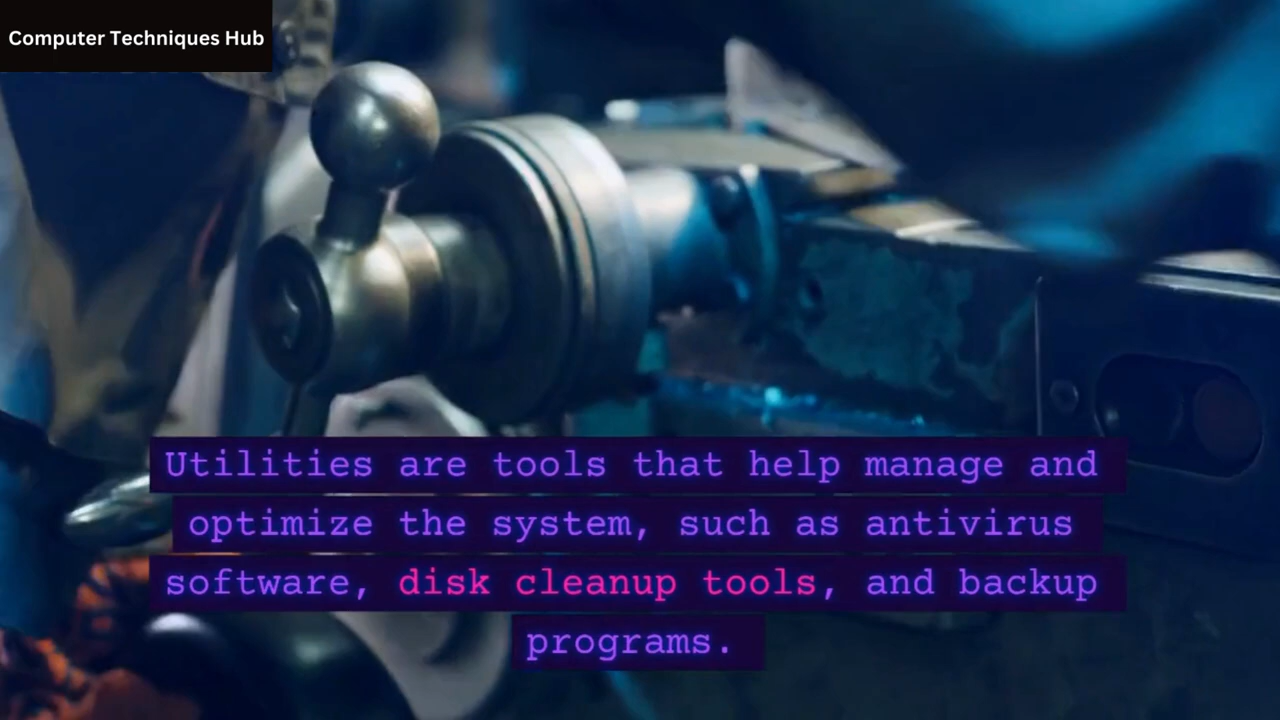 Computer Techniques Hub
Utilities are tools that help manage and
optimize the system, such as antivirus
software, disk cleanup tools, and backup
programs.